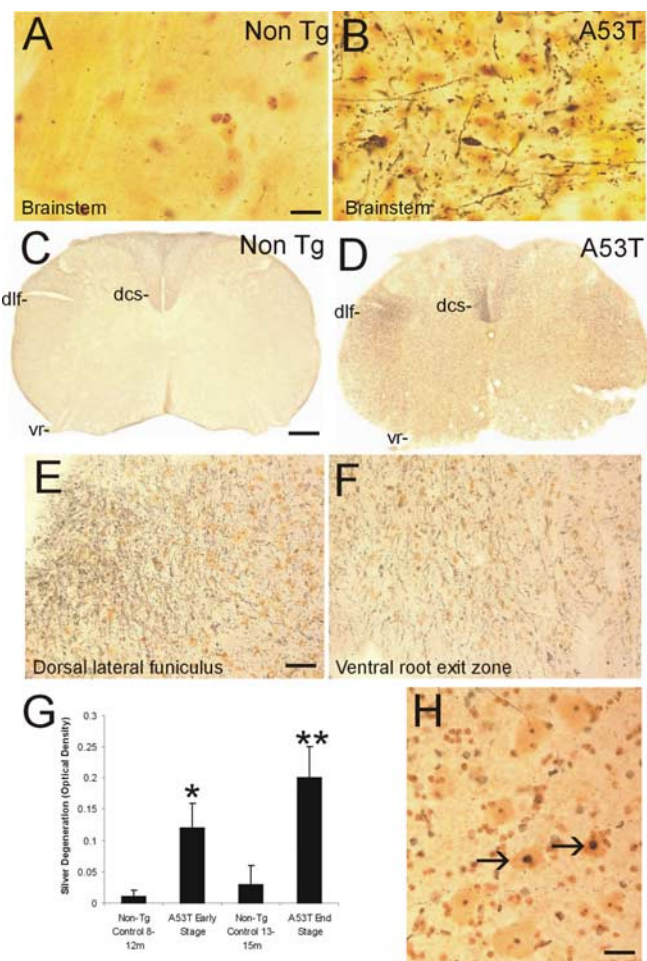 A Non Tg
Brainstem
B A53T
Brainstem
C Non Tg
dlf-
dcs-
vr-
D A53T
dlf-
dcs-
vr-
E
Dorsal lateral funiculus
F
Ventral root exit zone
G
Silver Degeneration (Optical Density)
0.3
0.25
0.2
0.15
0.1
0.05
0
*
**
Non-Tg
Control 8-
12m
A53T Early
Stage
Non-Tg
Control 13-
15m
A53T End
Stage
H